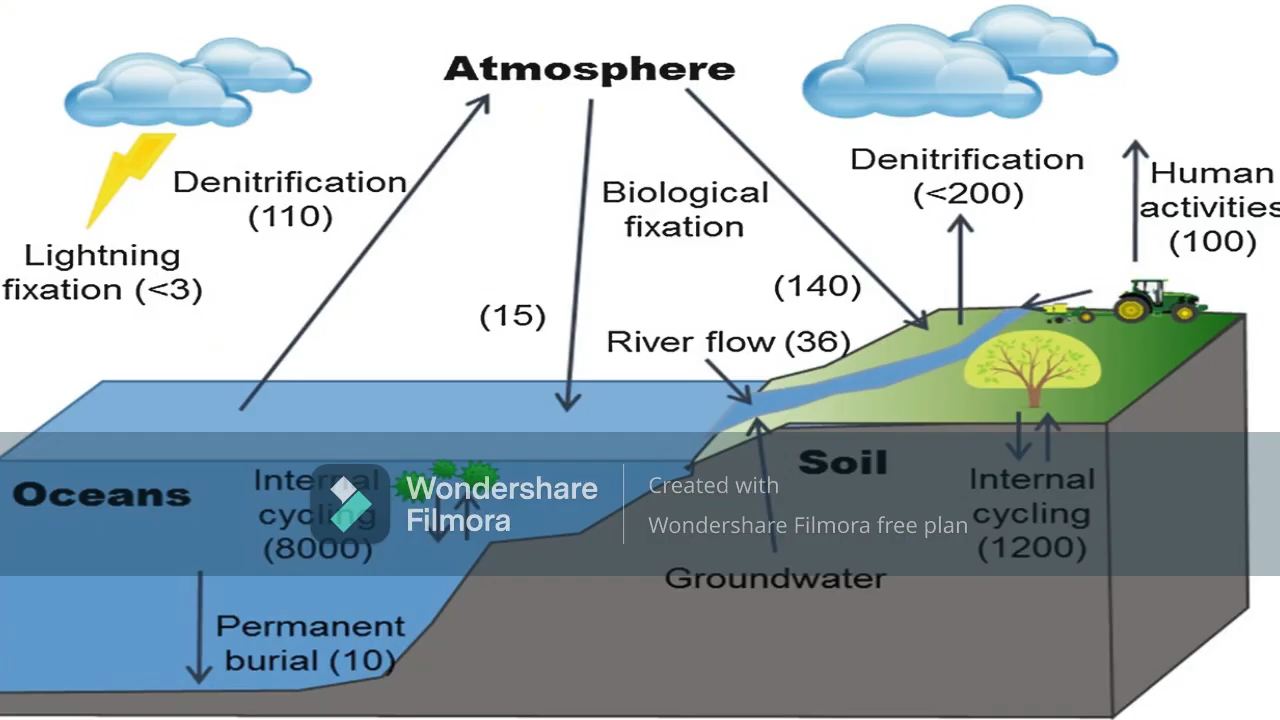 Atmosphere
Denitrification
(110)
Lightning
fixation (<3)
Biological
fixation
(15)
(140)
Denitrification
(<200)
Human
activities
(100)
River flow (36)
Oceans
Internal
cycling
(8000)
Wondershare
Filmora
Created with
Wondershare Filmora free plan
Soil
Internal
cycling
(1200)
Groundwater
Permanent
burial (10)